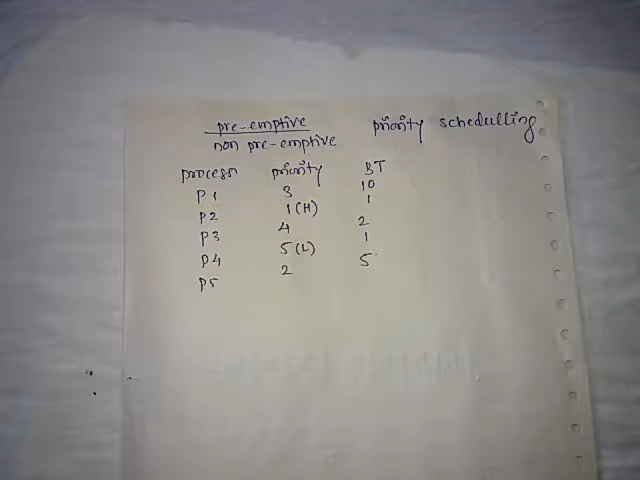 pre-emptive priority schedulling
non pre-emptive
process priority BT
P1 3 10
P2 1(H) 1
P3 4 2
P4 5(L) 1
P5 2 5